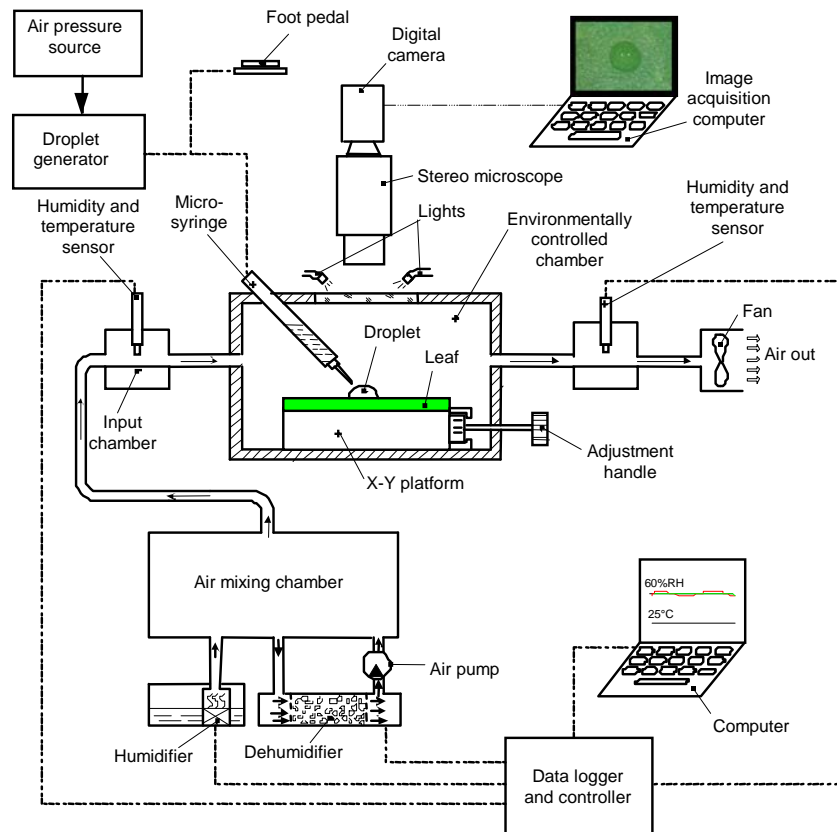 Air pressure
source
Foot pedal
Digital
camera
Image
acquisition
computer
Droplet
generator
Stereo microscope
Humidity and
temperature
sensor
Micro-
syringe
Lights
Environmentally
controlled
chamber
Humidity and
temperature
sensor
Fan
Droplet
Air out
Leaf
Input
chamber
Adjustment
handle
X-Y platform
Air mixing chamber
60%RH
25°C
Air pump
Computer
Humidifier
Dehumidifier
Data logger
and controller